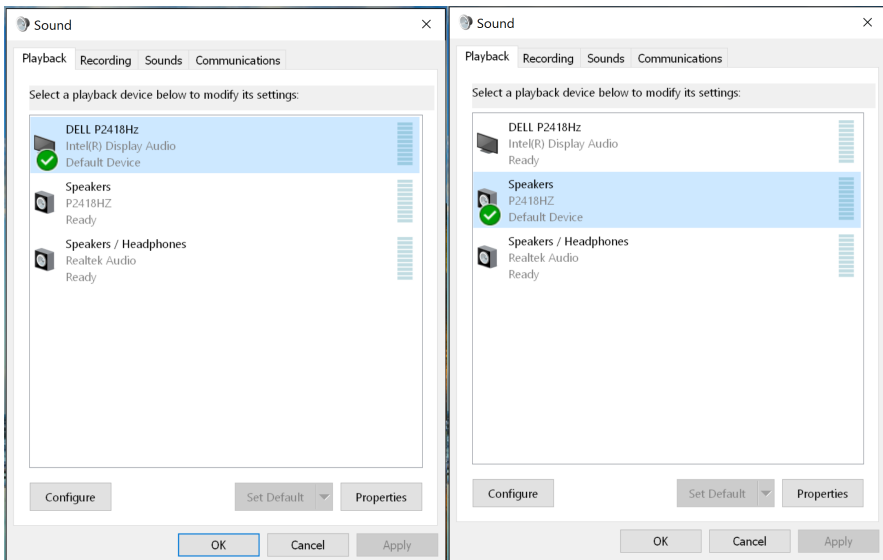 Sound
Playback Recording Sounds Communications
Select a playback device below to modify its settings:
DELL P2418Hz
Intel(R) Display Audio
Default Device
Speakers
P2418HZ
Ready
Speakers / Headphones
Realtek Audio
Ready
Configure Set Default Properties
OK Cancel Apply
Sound
Playback Recording Sounds Communications
Select a playback device below to modify its settings:
DELL P2418Hz
Intel(R) Display Audio
Ready
Speakers
P2418HZ
Default Device
Speakers / Headphones
Realtek Audio
Ready
Configure Set Default Properties
OK Cancel Apply